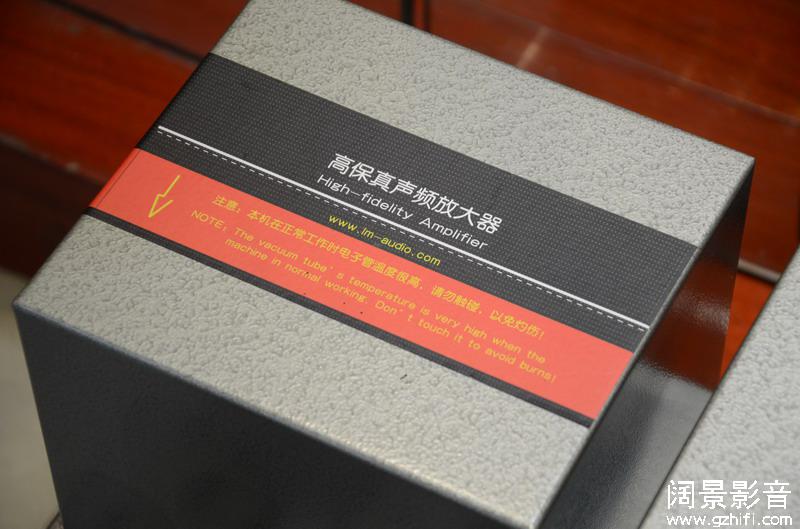 高保真声频放大器
High-fidelity Amplifier
www.lm-audio.com
注意：本机在正常工作时电子管温度很高，请勿触碰，以免灼伤！
NOTE: The vacuum tube's temperature is very high when the
machine in normal working. Don't touch it to avoid burns!
阔景影音
www.gzhifi.com